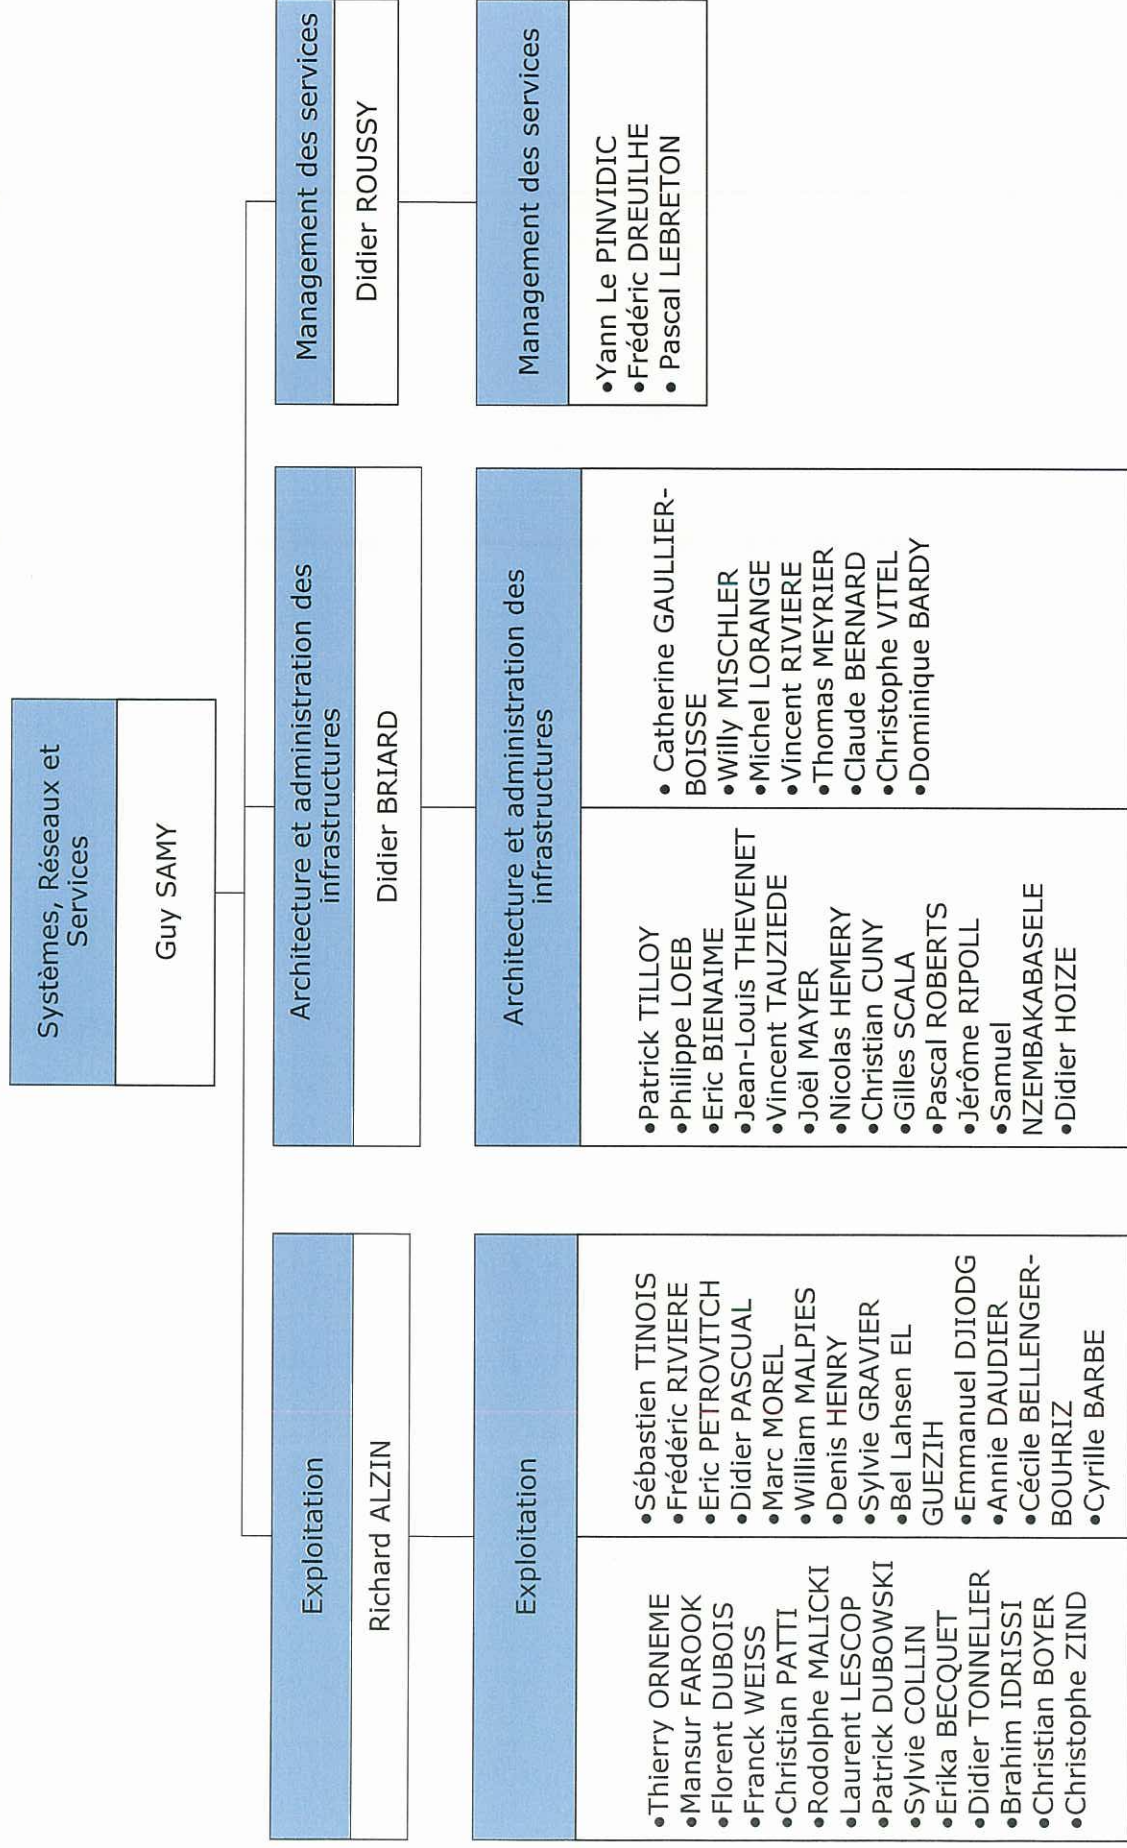 Systèmes, Réseaux et
Services
Guy SAMY
Exploitation
Richard ALZIN
Exploitation
•Thierry ORNEME
•Mansur FAROOK
•Florent DUBOIS
•Franck WEISS
•Christian PATTI
•Rodolphe MALICKI
•Laurent LESCOP
•Patrick DUBOWSKI
•Sylvie COLLIN
•Erika BECQUET
•Didier TONNELIER
•Brahim IDRISSI
•Christian BOYER
•Christophe ZIND
•Sébastien TINOIS
•Frédéric RIVIERE
•Eric PETROVITCH
•Didier PASCUAL
•Marc MOREL
•William MALPIES
•Denis HENRY
•Sylvie GRAVIER
•Bel Lahsen EL
GUEZIH
•Emmanuel DJIODG
•Annie DAUDIER
•Cécile BELLENGER-
BOUHRIZ
•Cyrille BARBE
Architecture et administration des
infrastructures
Didier BRIARD
Architecture et administration des
infrastructures
•Patrick TILLOY
•Philippe LOEB
•Eric BIENAIME
•Jean-Louis THEVENET
•Vincent TAUZIEDE
•Joël MAYER
•Nicolas HEMERY
•Christian CUNY
•Gilles SCALA
•Pascal ROBERTS
•Jérôme RIPOLL
•Samuel
NZEMBAKABASELE
•Didier HOIZE
• Catherine GAULLIER-
BOISSE
•Willy MISCHLER
•Michel LORANGE
•Vincent RIVIERE
•Thomas MEYRIER
•Claude BERNARD
•Christophe VITEL
•Dominique BARDY
Management des services
Didier ROUSSY
Management des services
•Yann Le PINVIDIC
•Frédéric DREUILHE
• Pascal LEBRETON